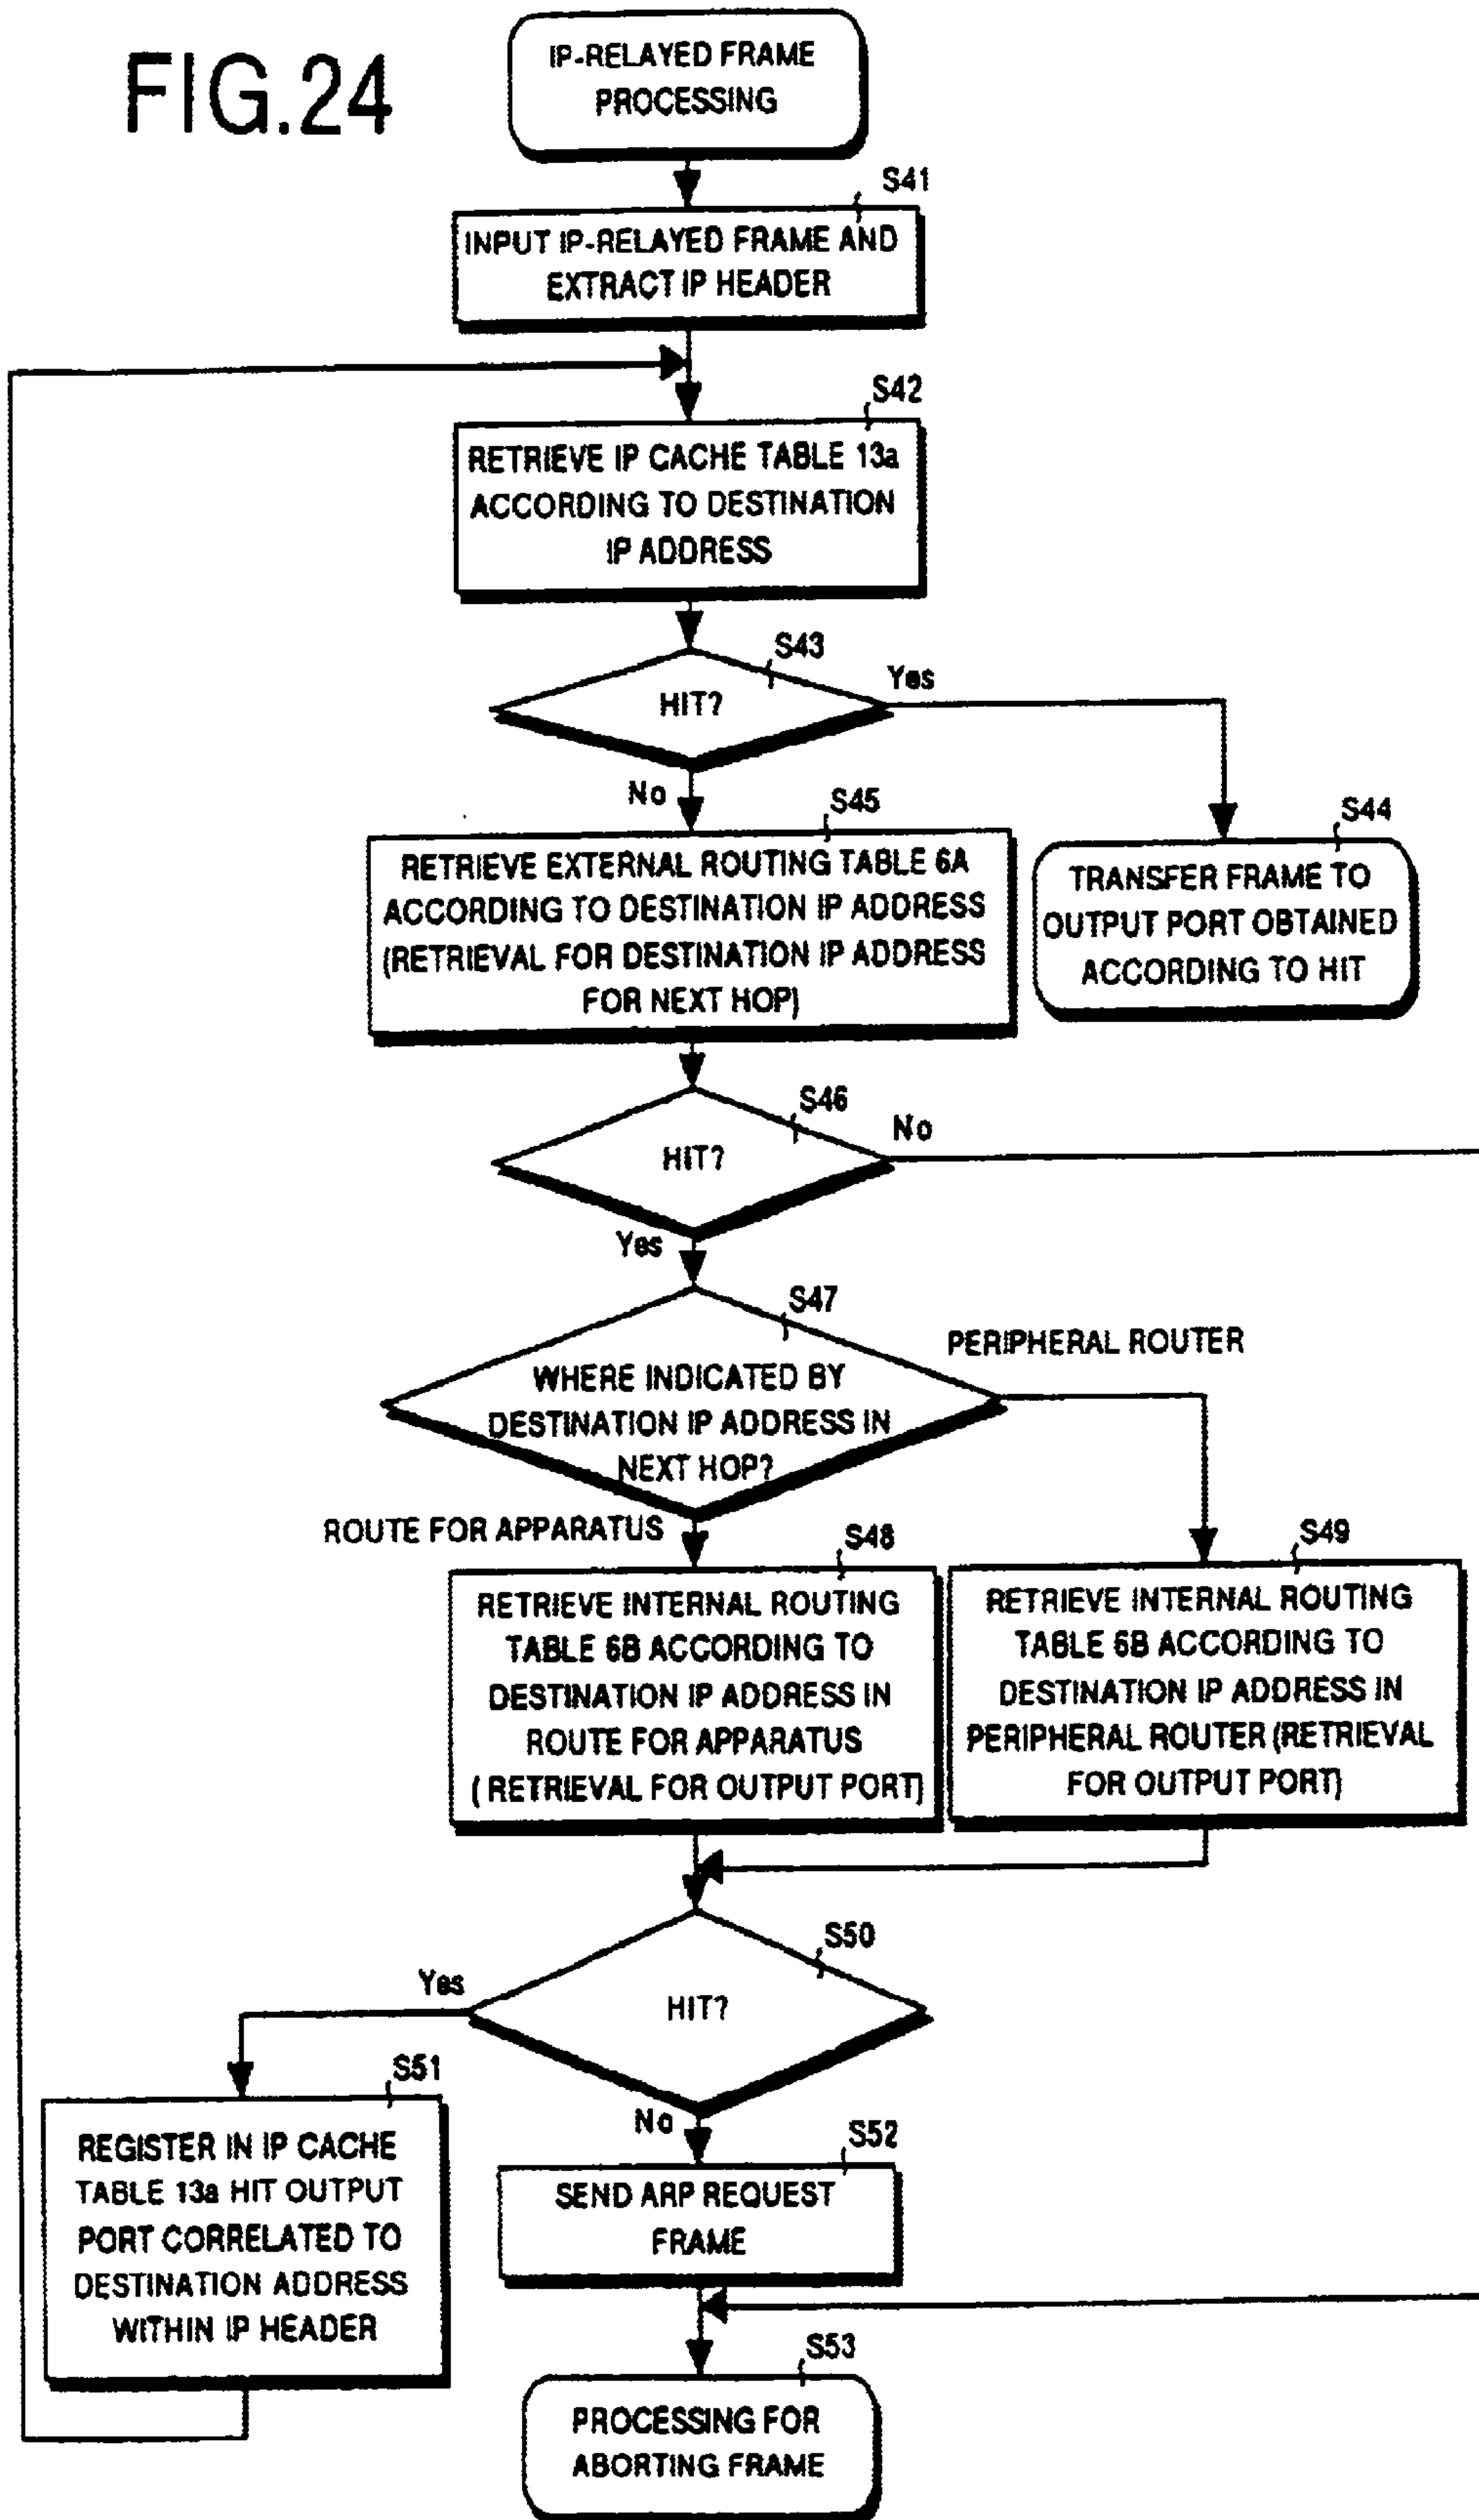 FIG.24
IP-RELAYED FRAME
PROCESSING
S41
INPUT IP-RELAYED FRAME AND
EXTRACT IP HEADER
S42
RETRIEVE IP CACHE TABLE 13a
ACCORDING TO DESTINATION
IP ADDRESS
S43
HIT?
Yes
No
S45
RETRIEVE EXTERNAL ROUTING TABLE 6A
ACCORDING TO DESTINATION IP ADDRESS
(RETRIEVAL FOR DESTINATION IP ADDRESS
FOR NEXT HOP)
S44
TRANSFER FRAME TO
OUTPUT PORT OBTAINED
ACCORDING TO HIT
S46
HIT?
No
Yes
S47
WHERE INDICATED BY
DESTINATION IP ADDRESS IN
NEXT HOP?
PERIPHERAL ROUTER
ROUTE FOR APPARATUS
S48
RETRIEVE INTERNAL ROUTING
TABLE 6B ACCORDING TO
DESTINATION IP ADDRESS IN
ROUTE FOR APPARATUS
( RETRIEVAL FOR OUTPUT PORT)
S49
RETRIEVE INTERNAL ROUTING
TABLE 6B ACCORDING TO
DESTINATION IP ADDRESS IN
PERIPHERAL ROUTER (RETRIEVAL
FOR OUTPUT PORT)
S50
HIT?
Yes
No
S51
REGISTER IN IP CACHE
TABLE 13a HIT OUTPUT
PORT CORRELATED TO
DESTINATION ADDRESS
WITHIN IP HEADER
S52
SEND ARP REQUEST
FRAME
S53
PROCESSING FOR
ABORTING FRAME